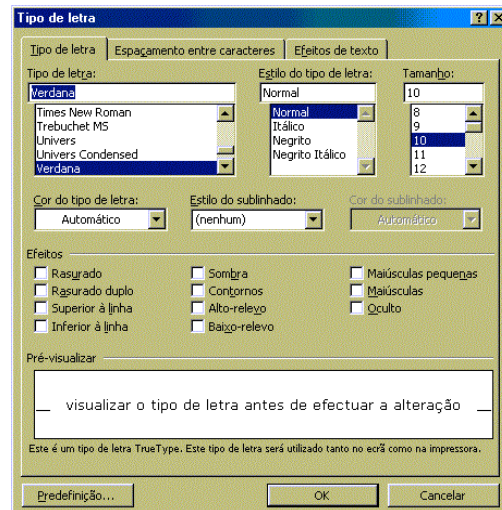 Tipo de letra
Tipo de letra Espaçamento entre caracteres Efeitos de texto
Tipo de letra: Estilo do tipo de letra: Tamanho:
Verdana Normal 10
Times New Roman Normal 8
Trebuchet MS Itálico 9
Univers Negrito 10
Univers Condensed Negrito Itálico 11
Verdana 12
Cor do tipo de letra: Estilo do sublinhado: Cor do sublinhado:
Automático (nenhum) Automático
Efeitos
Rasurado Sombra Maiúsculas pequenas
Rasurado duplo Contornos Maiúsculas
Superior à linha Alto-relevo Oculto
Inferior à linha Baixo-relevo
Pré-visualizar
visualizar o tipo de letra antes de efectuar a alteração
Este é um tipo de letra TrueType. Este tipo de letra será utilizado tanto no ecrã como na impressora.
Predefinição... OK Cancelar